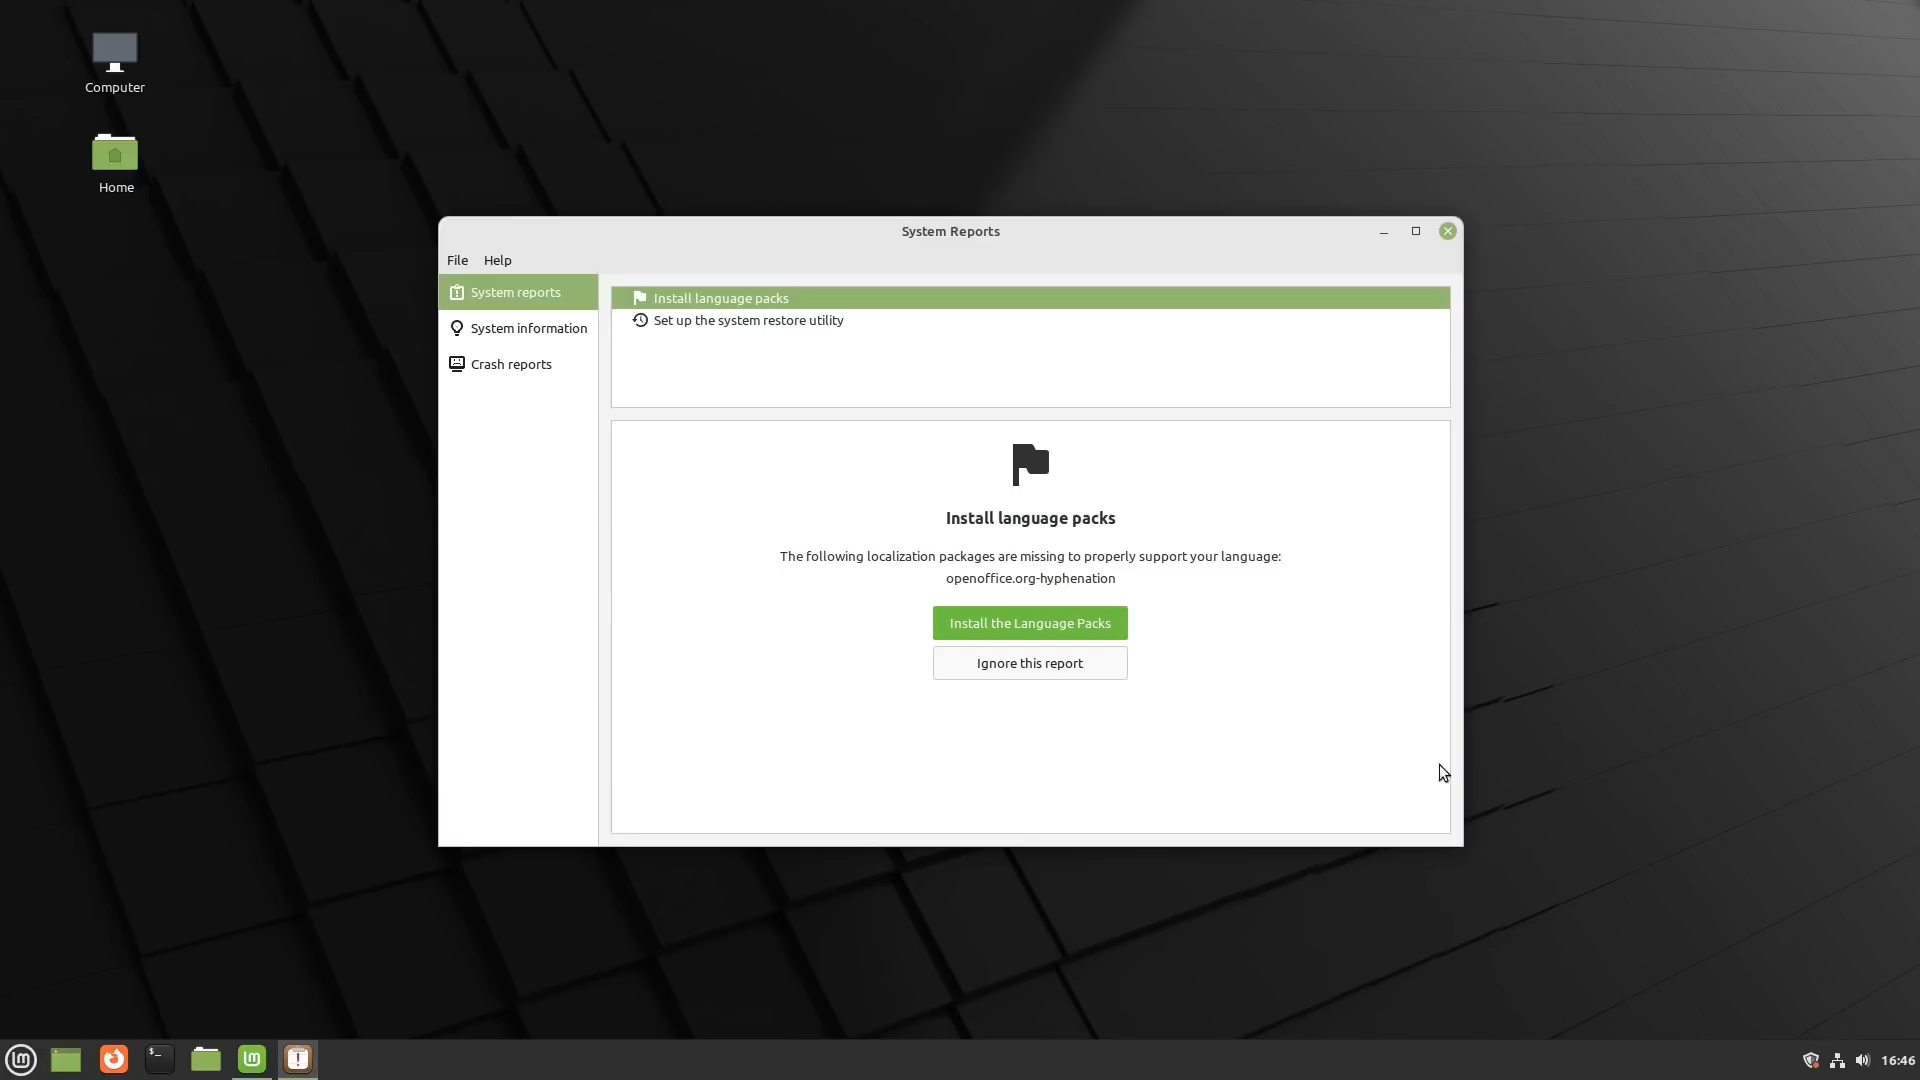 Computer
Home
System Reports
File Help
System reports
System information
Crash reports
Install language packs
Set up the system restore utility
Install language packs
The following localization packages are missing to properly support your language:
openoffice.org-hyphenation
Install the Language Packs
Ignore this report
16:46